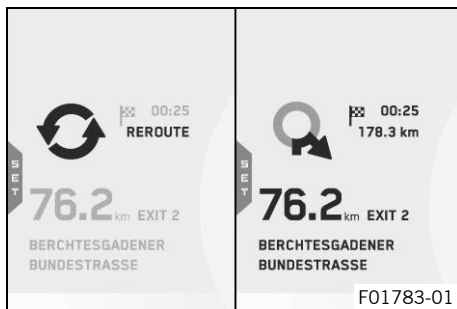 00:25
REROUTE
SET
76.2 km EXIT 2
BERCHTESGADENER
BUNDESTRASSE
00:25
178.3 km
SET
76.2 km EXIT 2
BERCHTESGADENER
BUNDESTRASSE
F01783-01